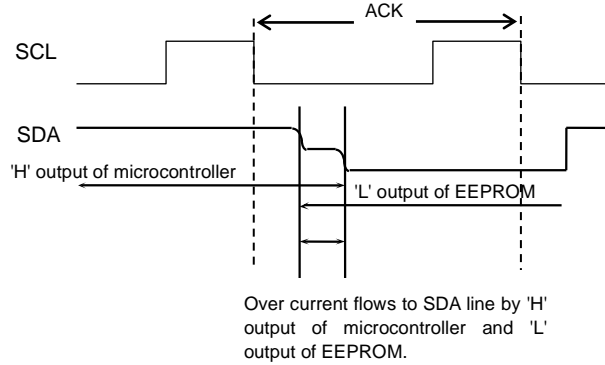 ACK
SCL
SDA
'H' output of microcontroller
'L' output of EEPROM
Over current flows to SDA line by 'H'
output of microcontroller and 'L'
output of EEPROM.